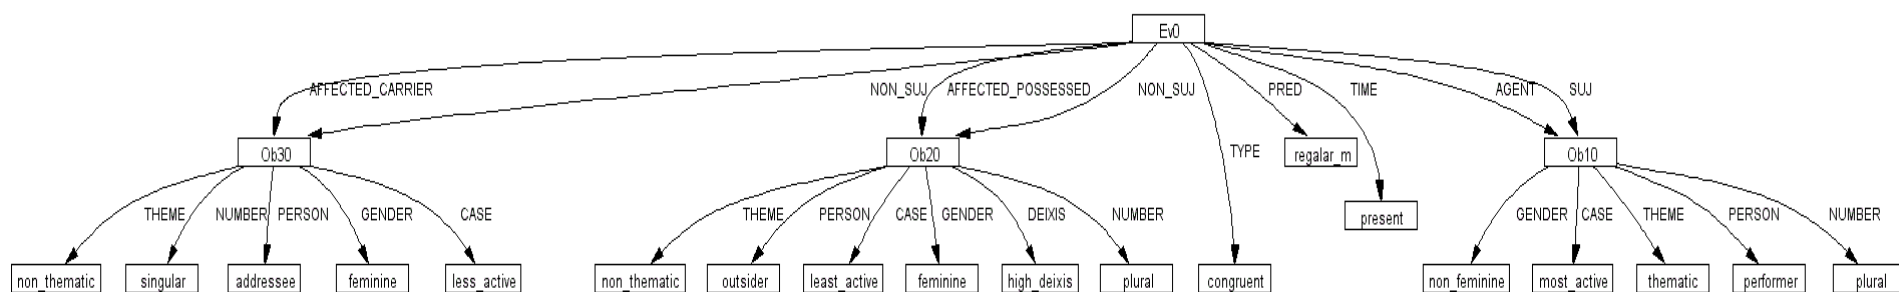 Ev0
AFFECTED_CARRIER NON_SUJ AFFECTED_POSSESSED NON_SUJ PRED TIME AGENT SUJ
Ob30 Ob20 TYPE regalar_m Ob10
THEME NUMBER PERSON GENDER CASE THEME PERSON CASE GENDER DEIXIS NUMBER present GENDER CASE THEME PERSON NUMBER
non_thematic singular addressee feminine less_active non_thematic outsider least_active feminine high_deixis plural congruent non_feminine most_active thematic performer plural